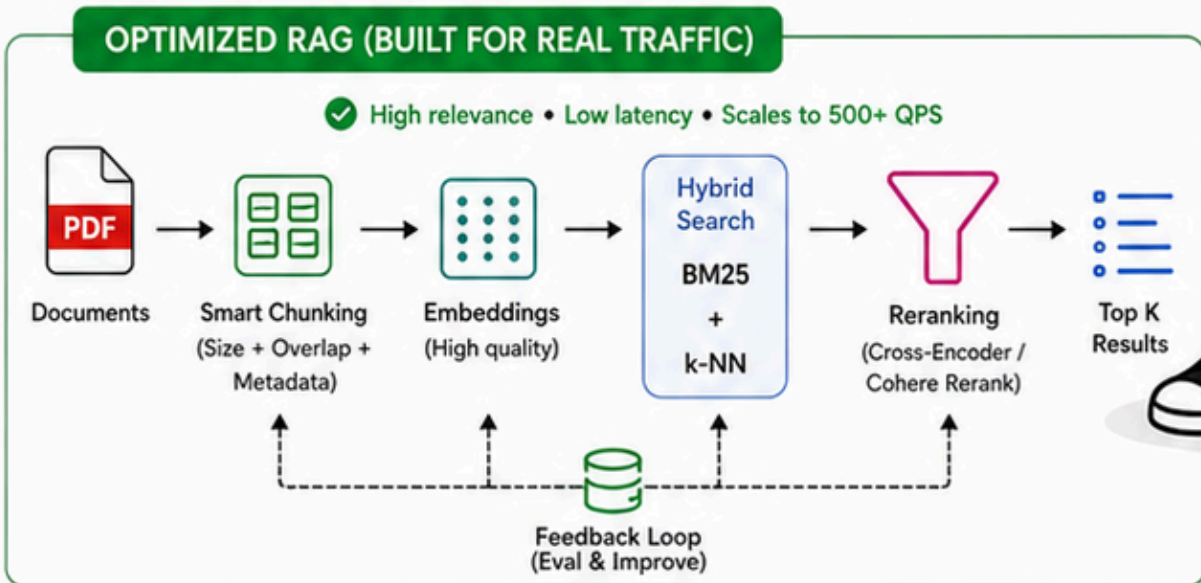 OPTIMIZED RAG (BUILT FOR REAL TRAFFIC)
High relevance • Low latency • Scales to 500+ QPS
PDF
Documents
Smart Chunking
(Size + Overlap +
Metadata)
Embeddings
(High quality)
Hybrid
Search
BM25
+
k-NN
Reranking
(Cross-Encoder /
Cohere Rerank)
Top K
Results
Feedback Loop
(Eval & Improve)